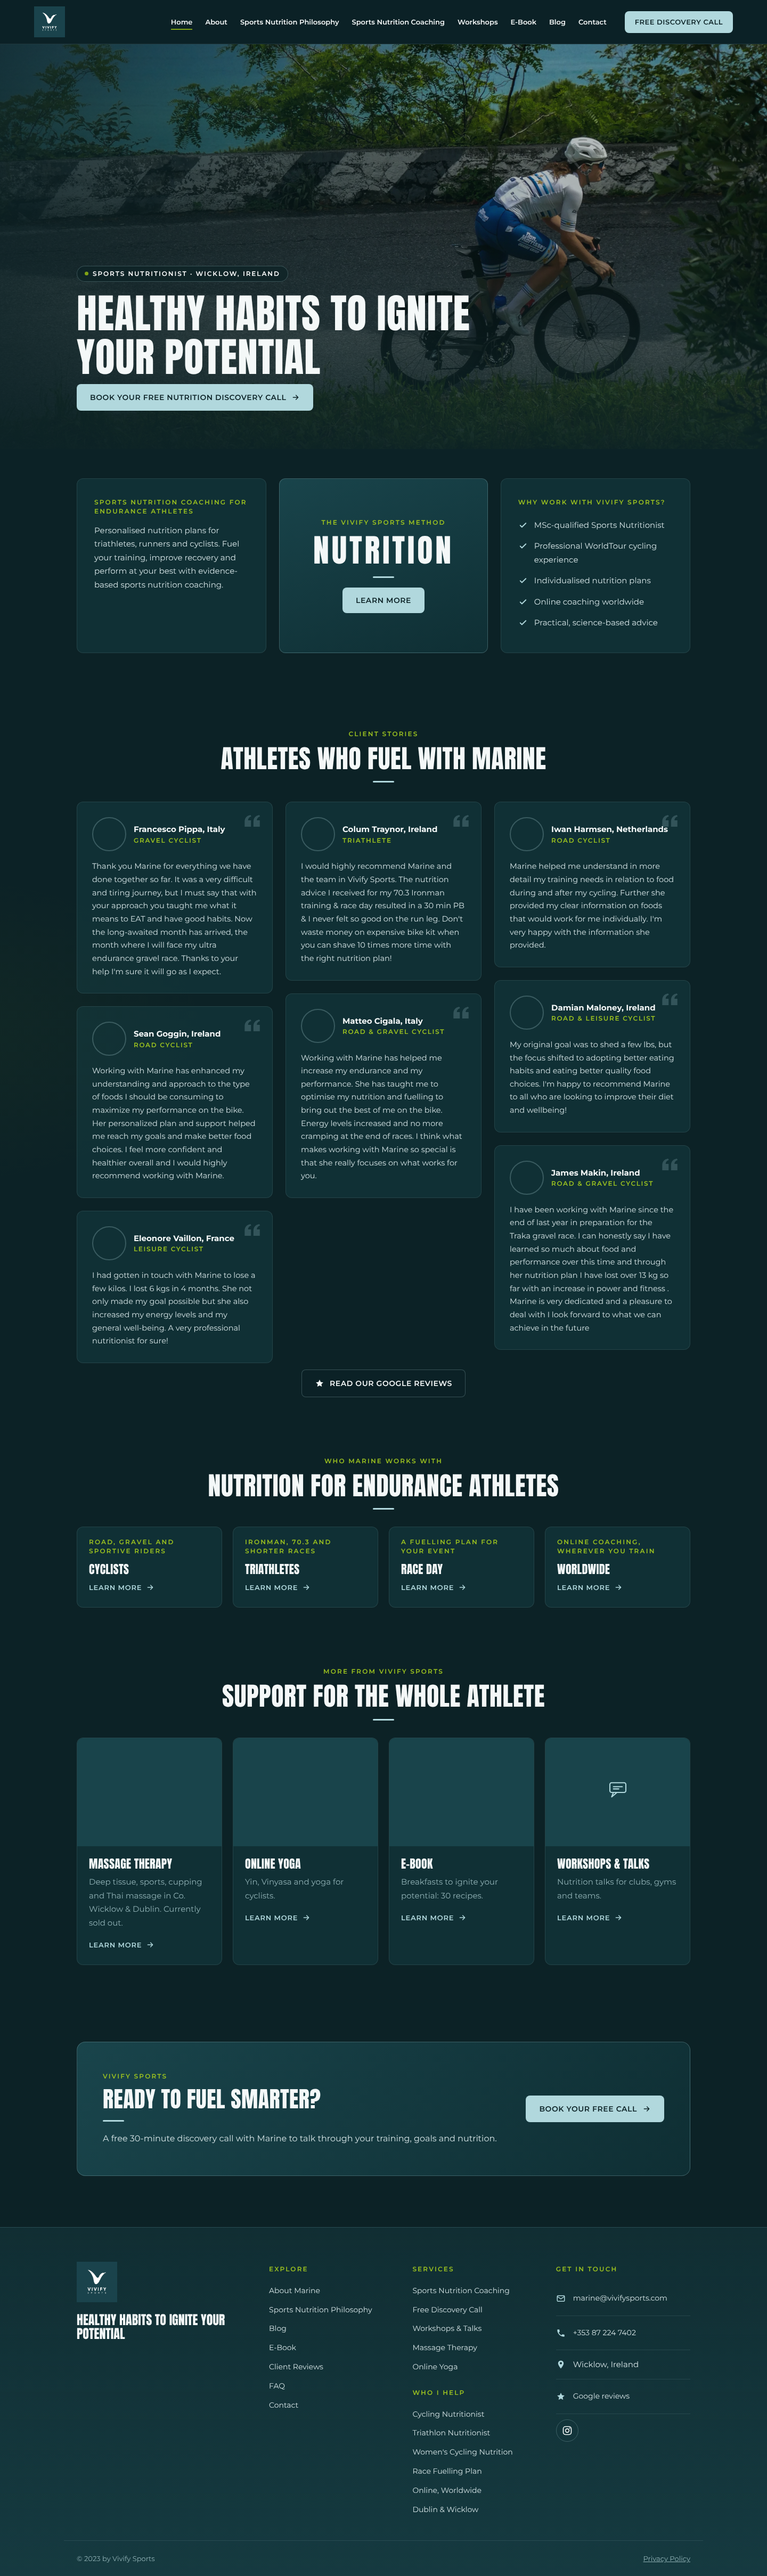 VIVIFY
SPORTS
Home
About
Sports Nutrition Philosophy
Sports Nutrition Coaching
Workshops
E-Book
Blog
Contact
FREE DISCOVERY CALL
SPORTS NUTRITIONIST · WICKLOW, IRELAND
HEALTHY HABITS TO IGNITE
YOUR POTENTIAL
BOOK YOUR FREE NUTRITION DISCOVERY CALL →
SPORTS NUTRITION COACHING FOR
ENDURANCE ATHLETES
Personalised nutrition plans for
triathletes, runners and cyclists. Fuel
your training, improve recovery and
perform at your best with evidence-
based sports nutrition coaching.
THE VIVIFY SPORTS METHOD
NUTRITION
LEARN MORE
WHY WORK WITH VIVIFY SPORTS?
MSc-qualified Sports Nutritionist
Professional WorldTour cycling
experience
Individualised nutrition plans
Online coaching worldwide
Practical, science-based advice
CLIENT STORIES
ATHLETES WHO FUEL WITH MARINE
Francesco Pippa, Italy
GRAVEL CYCLIST
Thank you Marine for everything we have
done together so far. It was a very difficult
and tiring journey, but I must say that with
your approach you taught me what it
means to EAT and have good habits. Now
the long-awaited month has arrived, the
month where I will face my ultra
endurance gravel race. Thanks to your
help I'm sure it will go as I expect.
Sean Goggin, Ireland
ROAD CYCLIST
Working with Marine has enhanced my
understanding and approach to the type
of foods I should be consuming to
maximize my performance on the bike.
Her personalized plan and support helped
me reach my goals and make better food
choices. I feel more confident and
healthier overall and I would highly
recommend working with Marine.
Eleonore Vaillon, France
LEISURE CYCLIST
I had gotten in touch with Marine to lose a
few kilos. I lost 6 kgs in 4 months. She not
only made my goal possible but she also
increased my energy levels and my
general well-being. A very professional
nutritionist for sure!
Colum Traynor, Ireland
TRIATHLETE
I would highly recommend Marine and
the team in Vivify Sports. The nutrition
advice I received for my 70.3 Ironman
training & race day resulted in a 30 min PB
& I never felt so good on the run leg. Don't
waste money on expensive bike kit when
you can shave 10 times more time with
the right nutrition plan!
Matteo Cigala, Italy
ROAD & GRAVEL CYCLIST
Working with Marine has helped me
increase my endurance and my
performance. She has taught me to
optimise my nutrition and fuelling to
bring out the best of me on the bike.
Energy levels increased and no more
cramping at the end of races. I think what
makes working with Marine so special is
that she really focuses on what works for
you.
Iwan Harmsen, Netherlands
ROAD CYCLIST
Marine helped me understand in more
detail my training needs in relation to food
during and after my cycling. Further she
provided my clear information on foods
that would work for me individually. I'm
very happy with the information she
provided.
Damian Maloney, Ireland
ROAD & LEISURE CYCLIST
My original goal was to shed a few lbs, but
the focus shifted to adopting better eating
habits and eating better quality food
choices. I'm happy to recommend Marine
to all who are looking to improve their diet
and wellbeing!
James Makin, Ireland
ROAD & GRAVEL CYCLIST
I have been working with Marine since the
end of last year in preparation for the
Traka gravel race. I can honestly say I have
learned so much about food and
performance over this time and through
her nutrition plan I have lost over 13 kg so
far with an increase in power and fitness .
Marine is very dedicated and a pleasure to
deal with I look forward to what we can
achieve in the future
READ OUR GOOGLE REVIEWS
WHO MARINE WORKS WITH
NUTRITION FOR ENDURANCE ATHLETES
ROAD, GRAVEL AND
SPORTIVE RIDERS
CYCLISTS
LEARN MORE →
IRONMAN, 70.3 AND
SHORTER RACES
TRIATHLETES
LEARN MORE →
A FUELLING PLAN FOR
YOUR EVENT
RACE DAY
LEARN MORE →
ONLINE COACHING,
WHEREVER YOU TRAIN
WORLDWIDE
LEARN MORE →
MORE FROM VIVIFY SPORTS
SUPPORT FOR THE WHOLE ATHLETE
MASSAGE THERAPY
Deep tissue, sports, cupping
and Thai massage in Co.
Wicklow & Dublin. Currently
sold out.
LEARN MORE →
ONLINE YOGA
Yin, Vinyasa and yoga for
cyclists.
LEARN MORE →
E-BOOK
Breakfasts to ignite your
potential: 30 recipes.
LEARN MORE →
WORKSHOPS & TALKS
Nutrition talks for clubs, gyms
and teams.
LEARN MORE →
VIVIFY SPORTS
READY TO FUEL SMARTER?
A free 30-minute discovery call with Marine to talk through your training, goals and nutrition.
BOOK YOUR FREE CALL →
VIVIFY
SPORTS
HEALTHY HABITS TO IGNITE YOUR
POTENTIAL
EXPLORE
About Marine
Sports Nutrition Philosophy
Blog
E-Book
Client Reviews
FAQ
Contact
SERVICES
Sports Nutrition Coaching
Free Discovery Call
Workshops & Talks
Massage Therapy
Online Yoga
WHO I HELP
Cycling Nutritionist
Triathlon Nutritionist
Women's Cycling Nutrition
Race Fuelling Plan
Online, Worldwide
Dublin & Wicklow
GET IN TOUCH
marine@vivifysports.com
+353 87 224 7402
Wicklow, Ireland
Google reviews
© 2023 by Vivify Sports
Privacy Policy